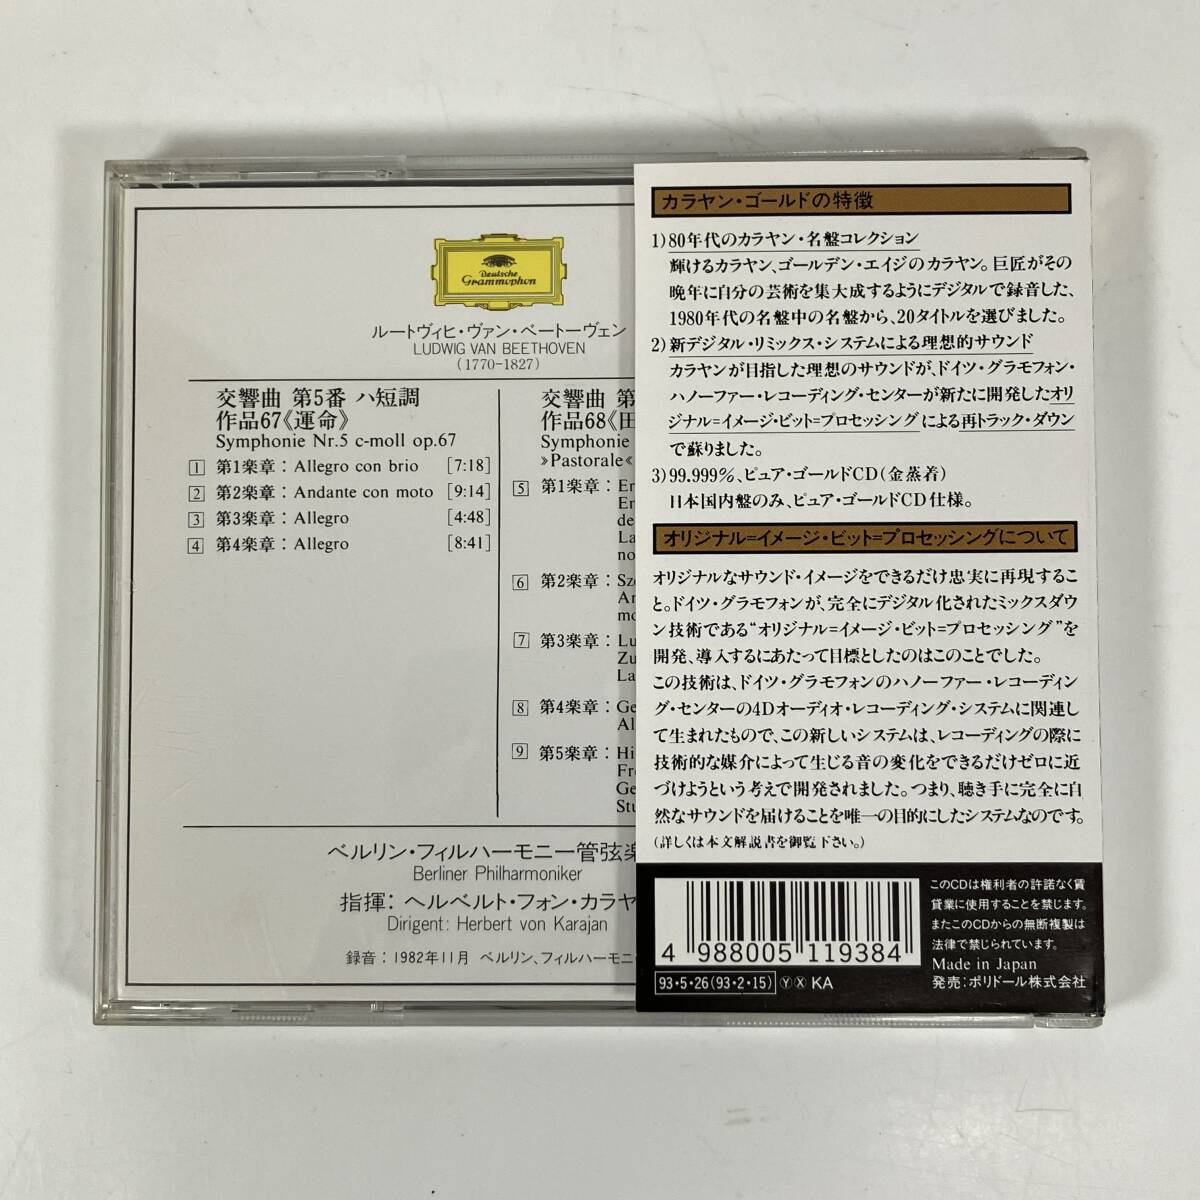 Deutsche
Grammophon
ルートヴィヒ・ヴァン・ベートーヴェン
LUDWIG VAN BEETHOVEN
(1770-1827)
交響曲 第5番 ハ短調
作品67《運命》
Symphonie Nr.5 c-moll op.67
1 第1楽章：Allegro con brio [7:18]
2 第2楽章：Andante con moto [9:14]
3 第3楽章：Allegro [4:48]
4 第4楽章：Allegro [8:41]
交響曲 第
作品68《田
Symphonie
»Pastorale«
5 第1楽章：Er
En
de
La
no
6 第2楽章：Sz
An
mo
7 第3楽章：Lu
Zu
La
8 第4楽章：Ge
Al
9 第5楽章：Hi
Fro
Ge
Stu
ベルリン・フィルハーモニー管弦楽
Berliner Philharmoniker
指揮：ヘルベルト・フォン・カラヤ
Dirigent: Herbert von Karajan
録音：1982年11月 ベルリン、フィルハーモニー
カラヤン・ゴールドの特徴
1)80年代のカラヤン・名盤コレクション
輝けるカラヤン、ゴールデン・エイジのカラヤン。巨匠がその
晩年に自分の芸術を集大成するようにデジタルで録音した、
1980年代の名盤中の名盤から、20タイトルを選びました。
2)新デジタル・リミックス・システムによる理想的サウンド
カラヤンが目指した理想のサウンドが、ドイツ・グラモフォン・
ハノーファー・レコーディング・センターが新たに開発したオリ
ジナル=イメージ・ビット=プロセッシングによる再トラック・ダウン
で蘇りました。
3)99.999%、ピュア・ゴールドCD(金蒸着)
日本国内盤のみ、ピュア・ゴールドCD仕様。
オリジナル=イメージ・ビット=プロセッシングについて
オリジナルなサウンド・イメージをできるだけ忠実に再現するこ
と。ドイツ・グラモフォンが、完全にデジタル化されたミックスダウ
ン技術である“オリジナル=イメージ・ビット=プロセッシング”を
開発、導入するにあたって目標としたのはこのことでした。
この技術は、ドイツ・グラモフォンのハノーファー・レコーディン
グ・センターの4Dオーディオ・レコーディング・システムに関連し
て生まれたもので、この新しいシステムは、レコーディングの際に
技術的な媒介によって生じる音の変化をできるだけゼロに近
づけようという考えで開発されました。つまり、聴き手に完全に自
然なサウンドを届けることを唯一の目的にしたシステムなのです。
(詳しくは本文解説書を御覧下さい。)
4 988005 119384
93・5・26(93・2・15) Ⓨ Ⓧ KA
このCDは権利者の許諾なく賃
貸業に使用することを禁じます。
またこのCDからの無断複製は
法律で禁じられています。
Made in Japan
発売：ポリドール株式会社